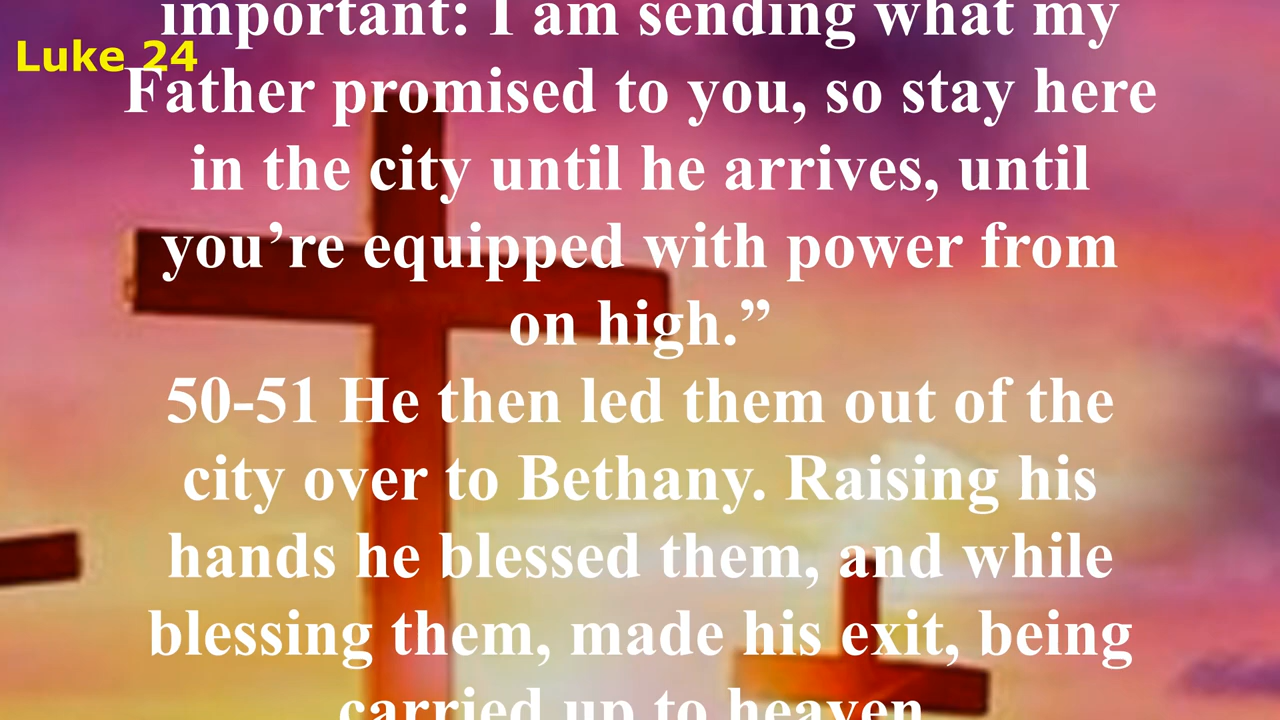 important: I am sending what my
Luke 24
Father promised to you, so stay here
in the city until he arrives, until
you’re equipped with power from
on high.”
50-51 He then led them out of the
city over to Bethany. Raising his
hands he blessed them, and while
blessing them, made his exit, being
carried up to heaven